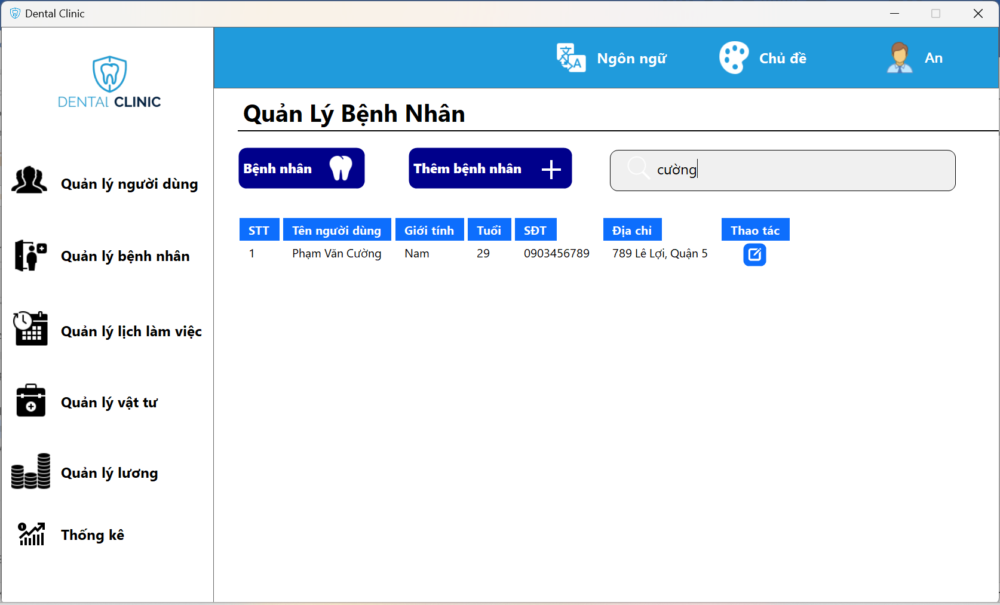 Dental Clinic
DENTAL CLINIC
Ngôn ngữ
Chủ đề
An
Quản Lý Bệnh Nhân
Bệnh nhân
Thêm bệnh nhân
cường
Quản lý người dùng
Quản lý bệnh nhân
Quản lý lịch làm việc
Quản lý vật tư
Quản lý lương
Thống kê
STT Tên người dùng Giới tính Tuổi SĐT Địa chỉ Thao tác
1 Phạm Văn Cường Nam 29 0903456789 789 Lê Lợi, Quận 5